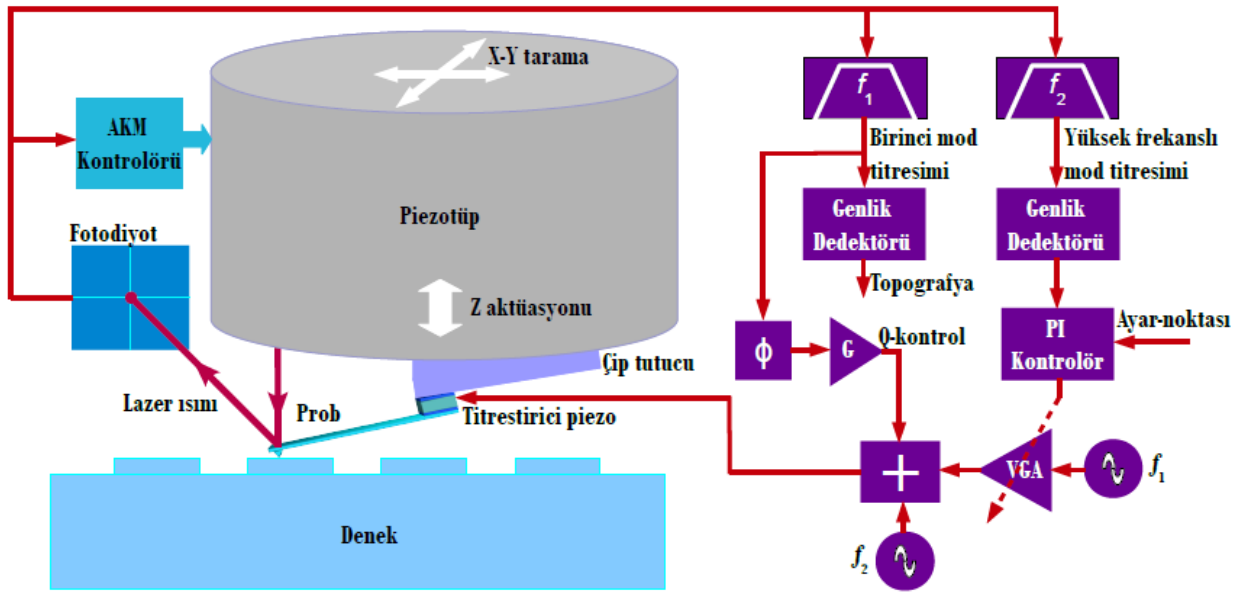 X-Y tarama
AKM
Kontrolörü
Piezotüp
Fotodiyot
Z aktüasyonu
Çip tutucu
Lazer ısını
Prob
Titrestirici piezo
Denek
f1
f2
Birinci mod
titresimi
Yüksek frekanslı
mod titresimi
Genlik
Dedektörü
Genlik
Dedektörü
Topografya
ϕ
G
Q-kontrol
PI
Kontrolör
Ayar-noktası
+
VGA
f1
f2